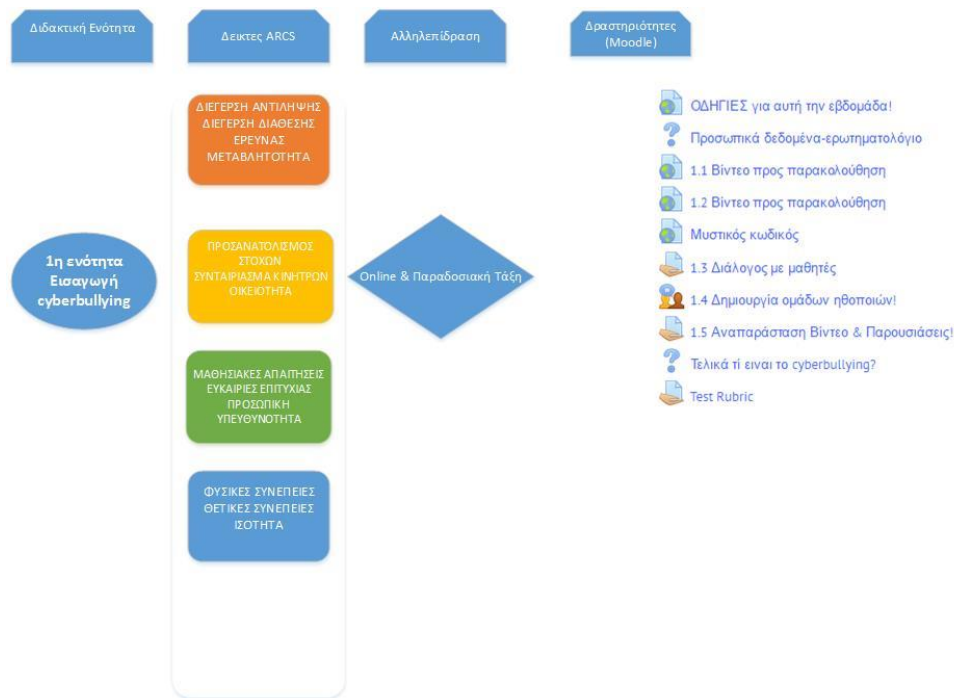 Διδακτική Ενότητα
Δεικτες ARCS
Αλληλεπίδραση
Δραστηριότητες
(Moodle)
1η ενότητα
Εισαγωγή
cyberbullying
ΔΙΕΓΕΡΣΗ ΑΝΤΙΛΗΨΗΣ
ΔΙΕΓΕΡΣΗ ΔΙΑΘΕΣΗΣ
ΕΡΕΥΝΑΣ
ΜΕΤΑΒΛΗΤΟΤΗΤΑ
ΠΡΟΣΑΝΑΤΟΛΙΣΜΟΣ
ΣΤΟΧΩΝ
ΣΥΝΤΑΙΡΙΑΣΜΑ ΚΙΝΗΤΡΩΝ
ΟΙΚΕΙΟΤΗΤΑ
ΜΑΘΗΣΙΑΚΕΣ ΑΠΑΙΤΗΣΕΙΣ
ΕΥΚΑΙΡΙΕΣ ΕΠΙΤΥΧΙΑΣ
ΠΡΟΣΩΠΙΚΗ
ΥΠΕΥΘΥΝΟΤΗΤΑ
ΦΥΣΙΚΕΣ ΣΥΝΕΠΕΙΕΣ
ΘΕΤΙΚΕΣ ΣΥΝΕΠΕΙΕΣ
ΙΣΟΤΗΤΑ
Online & Παραδοσιακή Τάξη
ΟΔΗΓΙΕΣ για αυτή την εβδομάδα!
Προσωπικά δεδομένα-ερωτηματολόγιο
1.1 Βίντεο προς παρακολούθηση
1.2 Βίντεο προς παρακολούθηση
Μυστικός κωδικός
1.3 Διάλογος με μαθητές
1.4 Δημιουργία ομάδων ηθοποιών!
1.5 Αναπαράσταση Βίντεο & Παρουσιάσεις!
Τελικά τί ειναι το cyberbullying?
Test Rubric